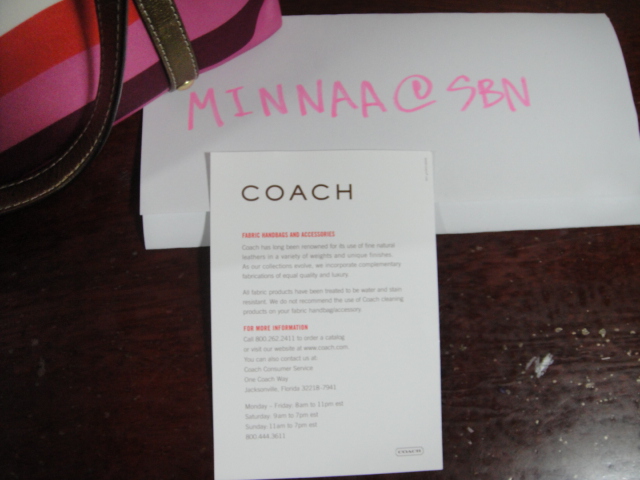 MINNAA@SBN
COACH
FABRIC HANDBAGS AND ACCESSORIES
Coach has long been renowned for its use of fine natural
leathers in a variety of weights and unique finishes.
As our collections evolve, we incorporate complementary
fabrications of equal quality and luxury.
All fabric products have been treated to be water and stain
resistant. We do not recommend the use of Coach cleaning
products on your fabric handbag/accessory.
FOR MORE INFORMATION
Call 800.262.2411 to order a catalog
or visit our website at www.coach.com
You can also contact us at:
Coach Consumer Service
One Coach Way
Jacksonville, Florida 32218-7941
Monday – Friday: 8am to 11pm est
Saturday: 9am to 7pm est
Sunday: 11am to 7pm est
800.444.3611
COACH